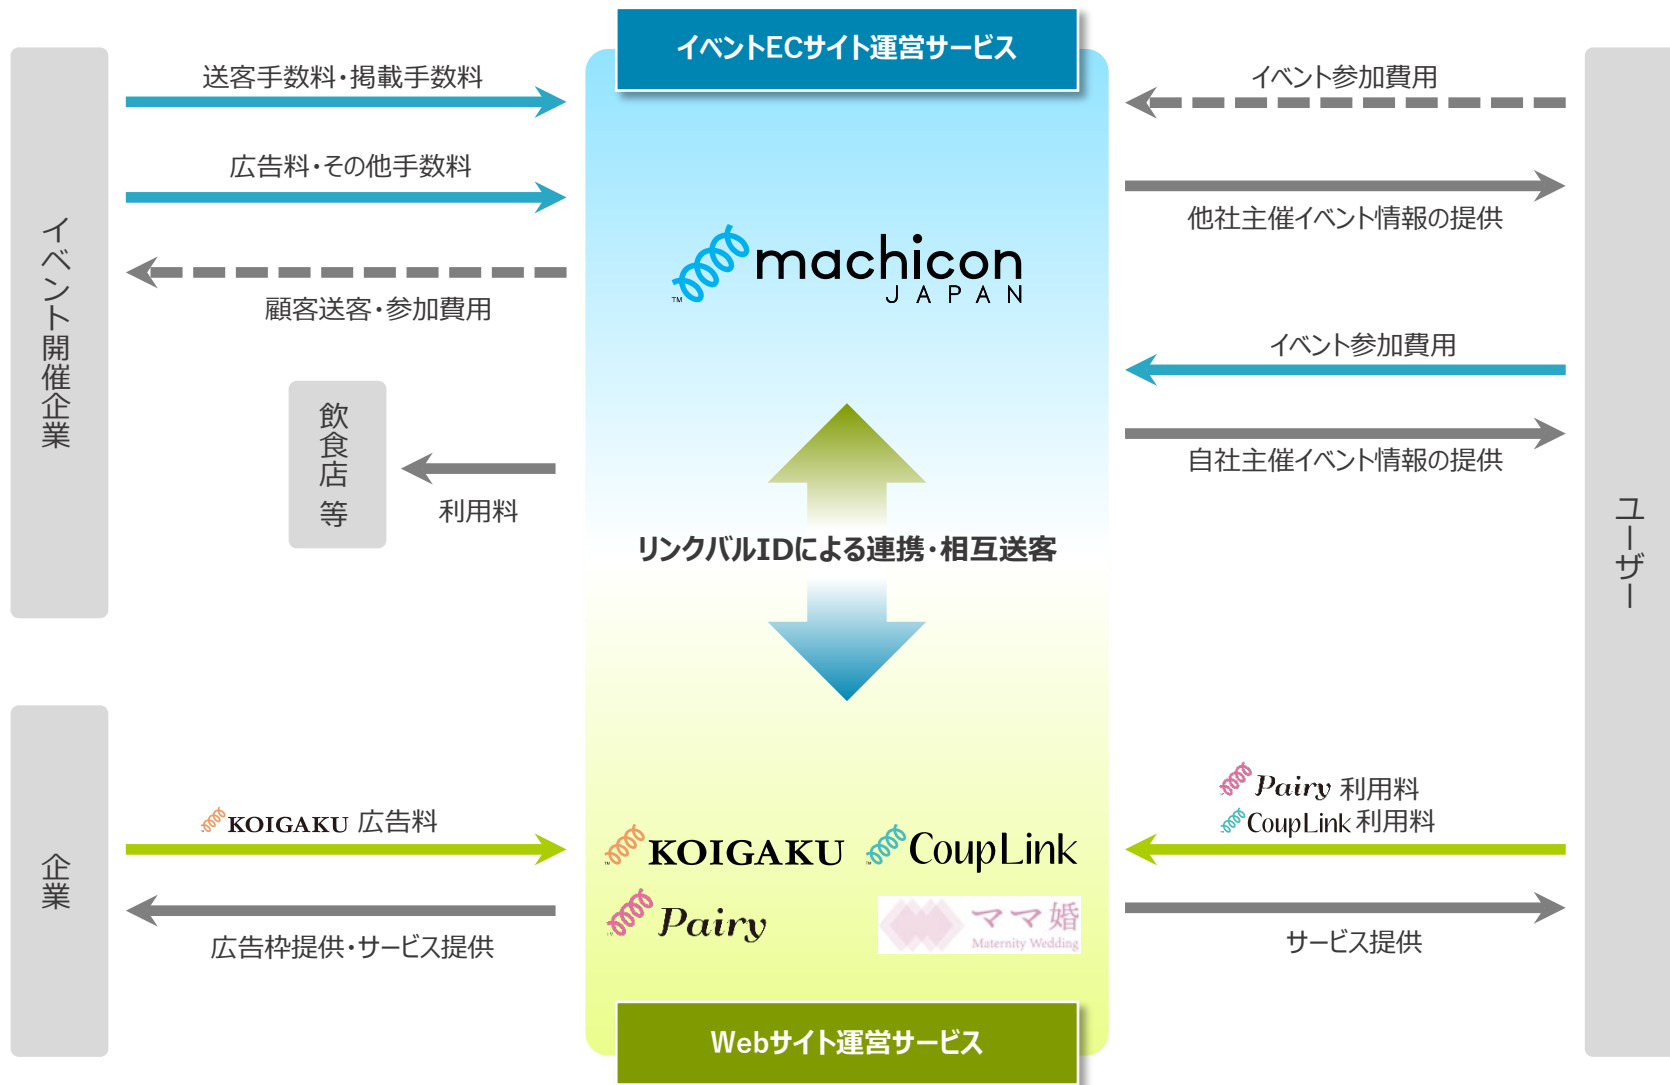 イベントECサイト運営サービス
送客手数料・掲載手数料
広告料・その他手数料
顧客送客・参加費用
イベント開催企業
飲食店 等
利用料
™
machicon
JAPAN
イベント参加費用
他社主催イベント情報の提供
イベント参加費用
自社主催イベント情報の提供
ユーザー
リンクバルIDによる連携・相互送客
企業
KOIGAKU 広告料
広告枠提供・サービス提供
KOIGAKU
CoupLink
Pairy
ママ婚
Maternity Wedding
Pairy 利用料
CoupLink 利用料
サービス提供
Webサイト運営サービス